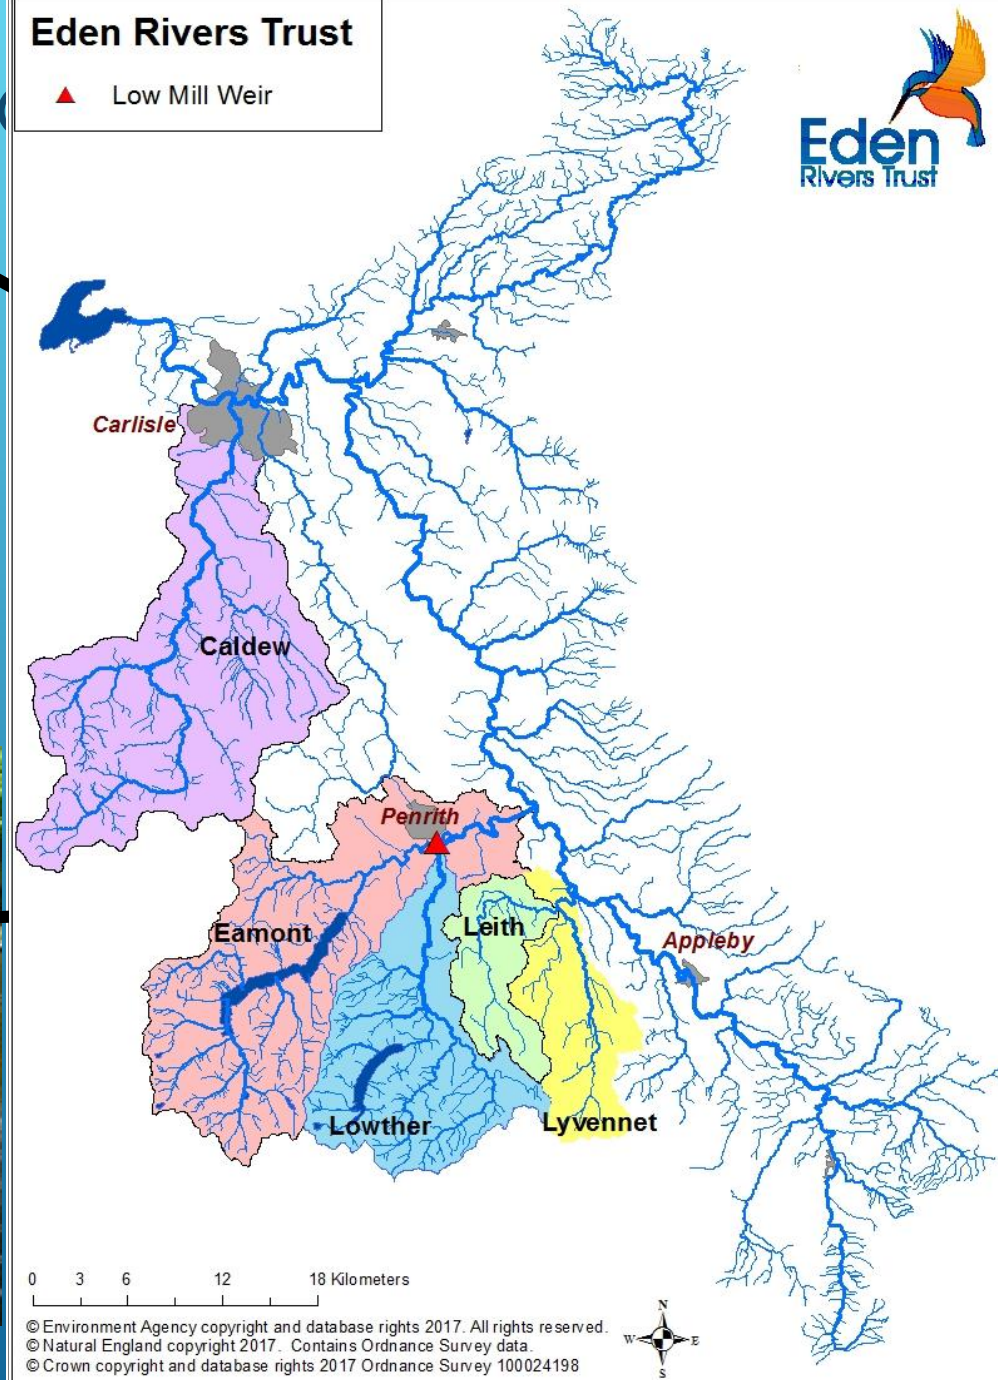 Eden Rivers Trust
Low Mill Weir
Eden
Rivers Trust
Carlisle
Caldew
Penrith
Eamont
Leith
Appleby
Lowther
Lyvennet
0 3 6 12 18 Kilometers
N
W E
S
© Environment Agency copyright and database rights 2017. All rights reserved.
© Natural England copyright 2017. Contains Ordnance Survey data.
© Crown copyright and database rights 2017 Ordnance Survey 100024198